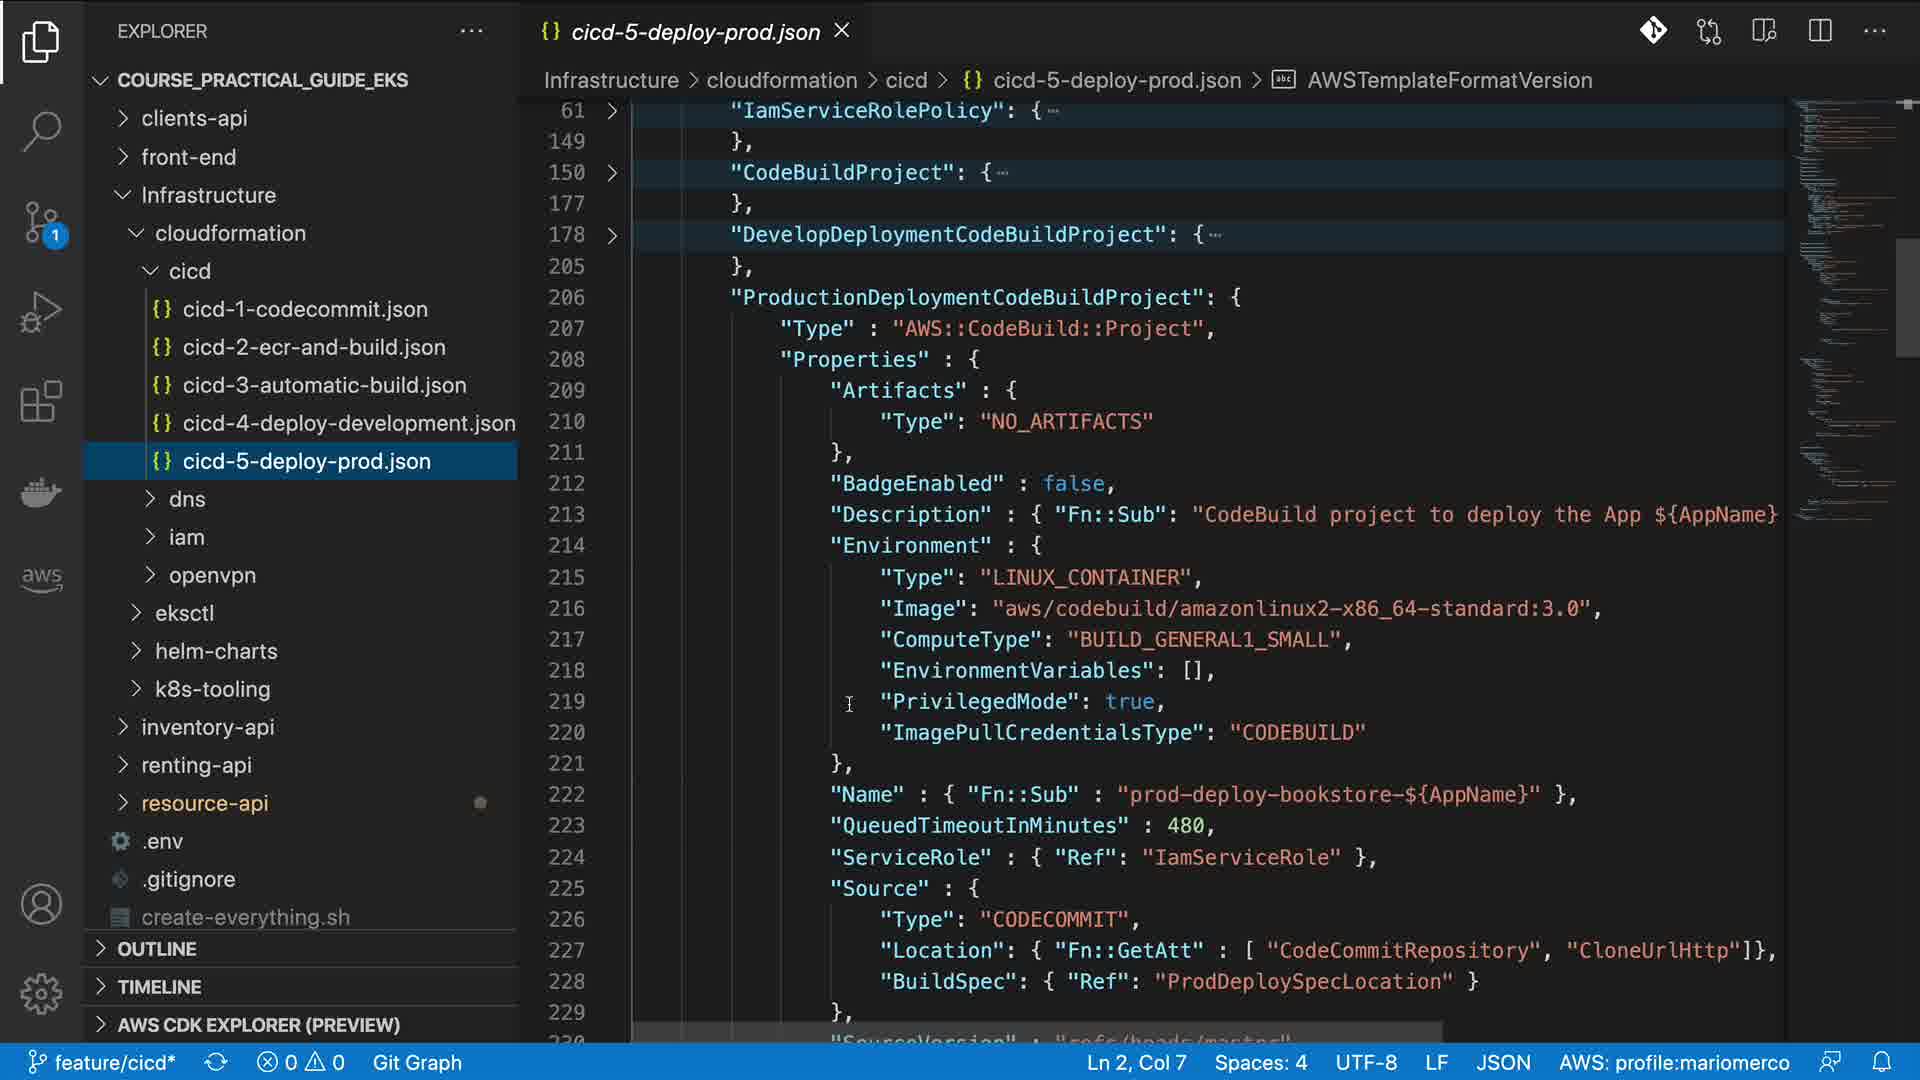 EXPLORER
COURSE_PRACTICAL_GUIDE_EKS
clients-api
front-end
Infrastructure
cloudformation
cicd
{} cicd-1-codecommit.json
{} cicd-2-ecr-and-build.json
{} cicd-3-automatic-build.json
{} cicd-4-deploy-development.json
{} cicd-5-deploy-prod.json
dns
iam
openvpn
eksctl
helm-charts
k8s-tooling
inventory-api
renting-api
resource-api
.env
.gitignore
create-everything.sh
OUTLINE
TIMELINE
AWS CDK EXPLORER (PREVIEW)
1
aws
{} cicd-5-deploy-prod.json
Infrastructure > cloudformation > cicd > {} cicd-5-deploy-prod.json > abc AWSTemplateFormatVersion
61 "IamServiceRolePolicy": {…
149 },
150 "CodeBuildProject": {…
177 },
178 "DevelopDeploymentCodeBuildProject": {…
205 },
206 "ProductionDeploymentCodeBuildProject": {
207 "Type" : "AWS::CodeBuild::Project",
208 "Properties" : {
209 "Artifacts" : {
210 "Type": "NO_ARTIFACTS"
211 },
212 "BadgeEnabled" : false,
213 "Description" : { "Fn::Sub": "CodeBuild project to deploy the App ${AppName}
214 "Environment" : {
215 "Type": "LINUX_CONTAINER",
216 "Image": "aws/codebuild/amazonlinux2-x86_64-standard:3.0",
217 "ComputeType": "BUILD_GENERAL1_SMALL",
218 "EnvironmentVariables": [],
219 "PrivilegedMode": true,
220 "ImagePullCredentialsType": "CODEBUILD"
221 },
222 "Name" : { "Fn::Sub" : "prod-deploy-bookstore-${AppName}" },
223 "QueuedTimeoutInMinutes" : 480,
224 "ServiceRole" : { "Ref": "IamServiceRole" },
225 "Source" : {
226 "Type": "CODECOMMIT",
227 "Location": { "Fn::GetAtt" : [ "CodeCommitRepository", "CloneUrlHttp"]},
228 "BuildSpec": { "Ref": "ProdDeploySpecLocation" }
229 },
230 "SourceVersion" : "refs/heads/master"
feature/cicd* 0 0 Git Graph Ln 2, Col 7 Spaces: 4 UTF-8 LF JSON AWS: profile:mariomerco